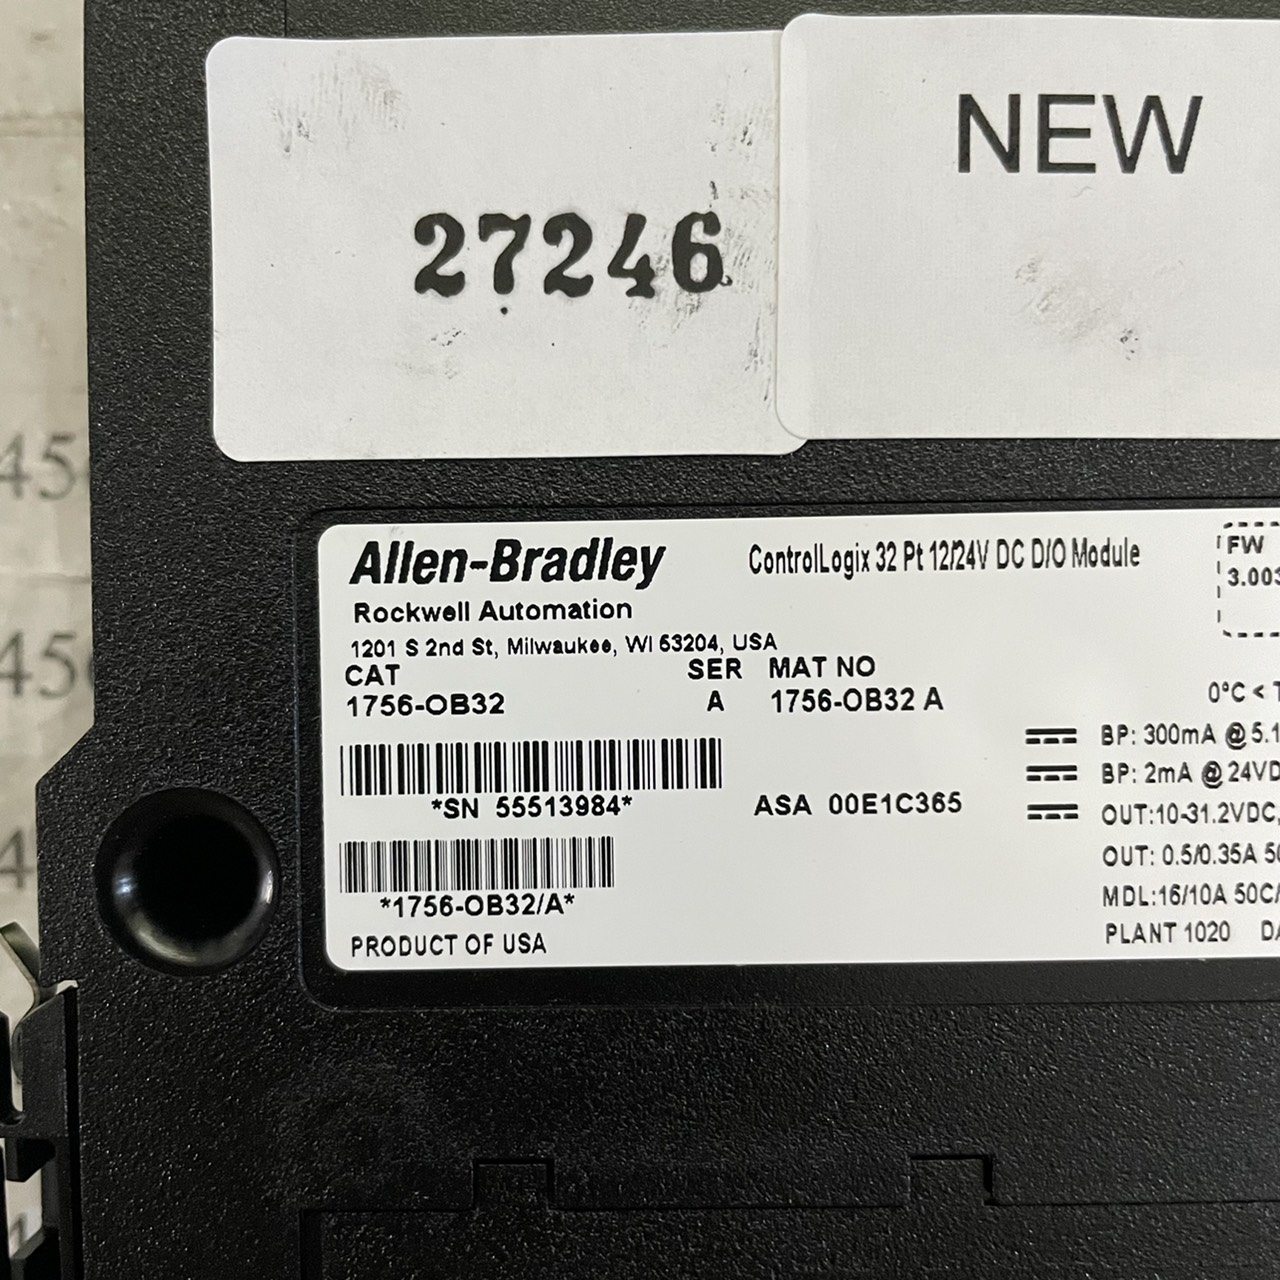 27246
NEW
Allen-Bradley
ControlLogix 32 Pt 12/24V DC D/O Module
FW
3.003
Rockwell Automation
1201 S 2nd St, Milwaukee, WI 53204, USA
CAT SER MAT NO
1756-OB32 A 1756-OB32 A
0°C <
BP: 300mA @ 5.1
BP: 2mA @ 24VD
*SN 55513984* ASA 00E1C365
OUT:10-31.2VDC,
OUT: 0.5/0.35A
MDL:16/10A 50C/
*1756-OB32/A*
PLANT 1020
PRODUCT OF USA